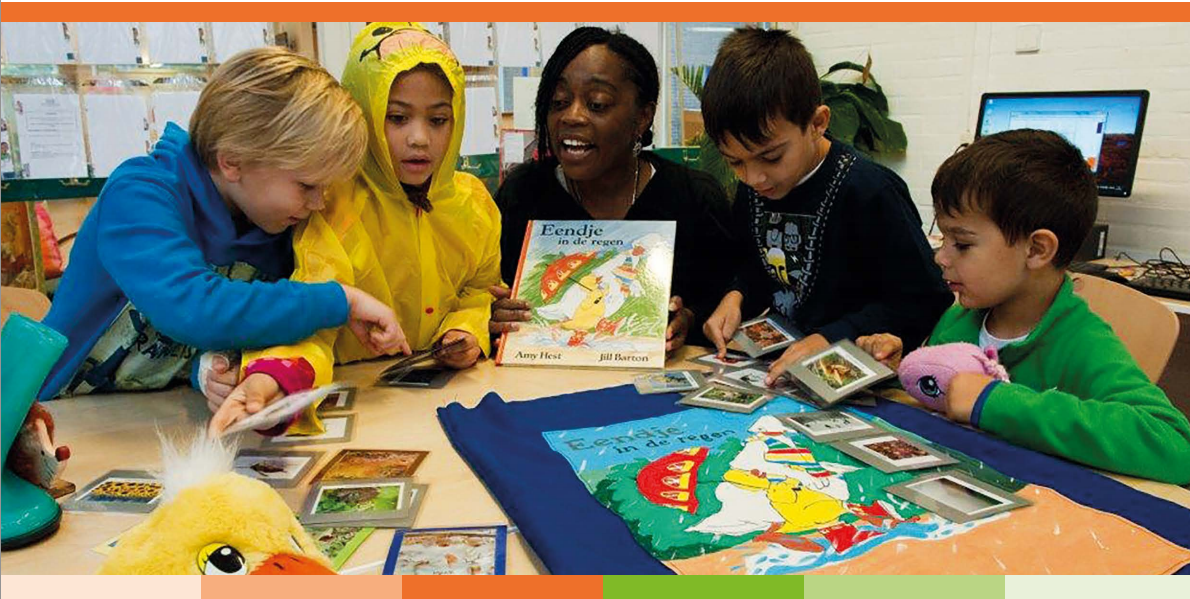 Eendje
in de regen
Amy Hest
Jill Barton
Eendje
in de regen